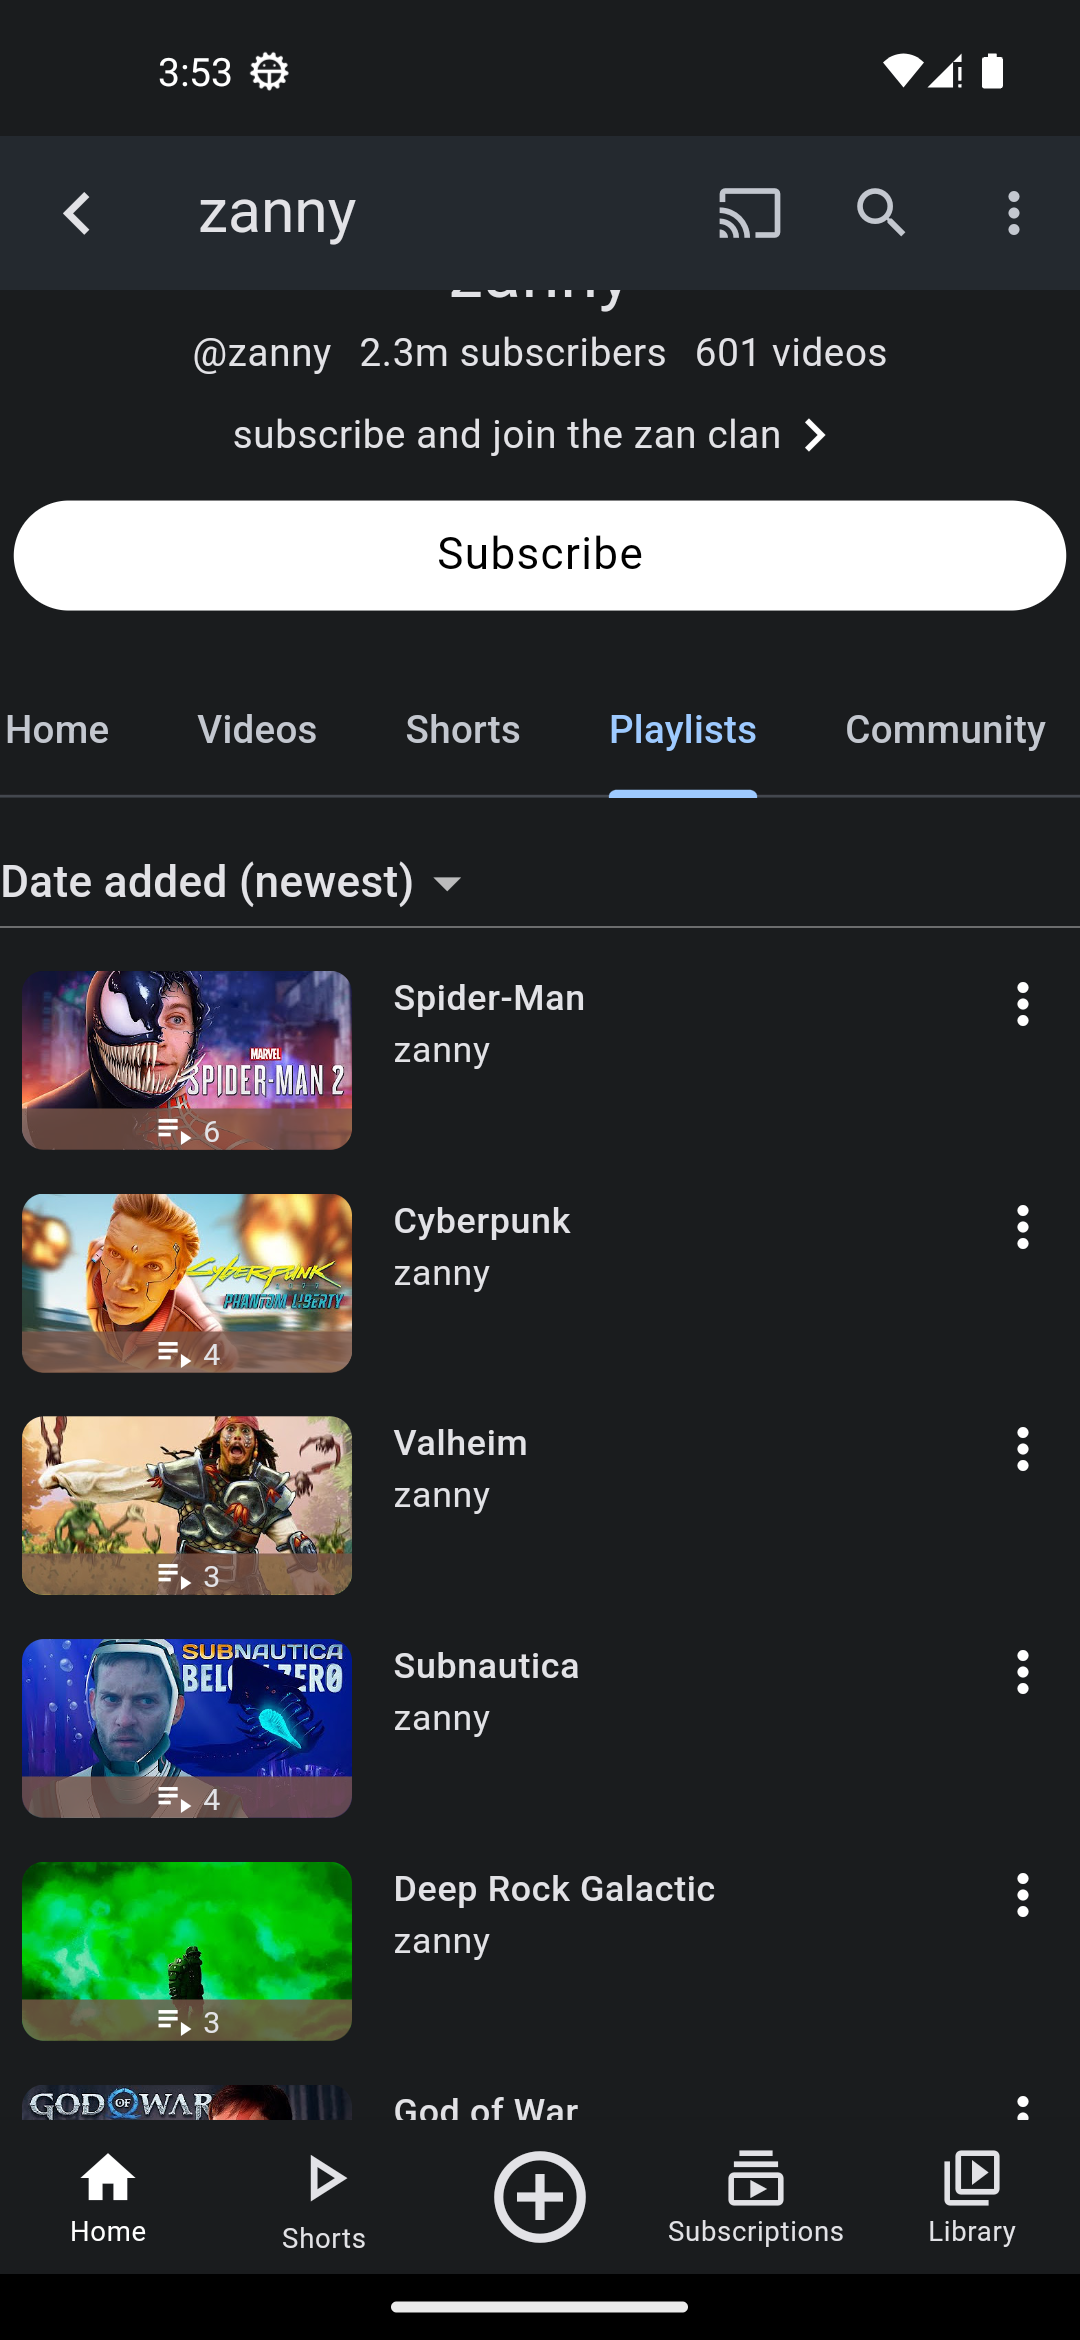 3:53
zanny
zanny
@zanny 2.3m subscribers 601 videos
subscribe and join the zan clan
Subscribe
Home Videos Shorts Playlists Community
Date added (newest)
MARVEL
SPIDER-MAN 2
6
Spider-Man
zanny
CYBERPUNK
PHANTOM LIBERTY
4
Cyberpunk
zanny
3
Valheim
zanny
SUBNAUTICA
BELOW ZERO
4
Subnautica
zanny
3
Deep Rock Galactic
zanny
GOD OF WAR
God of War
Home Shorts Subscriptions Library